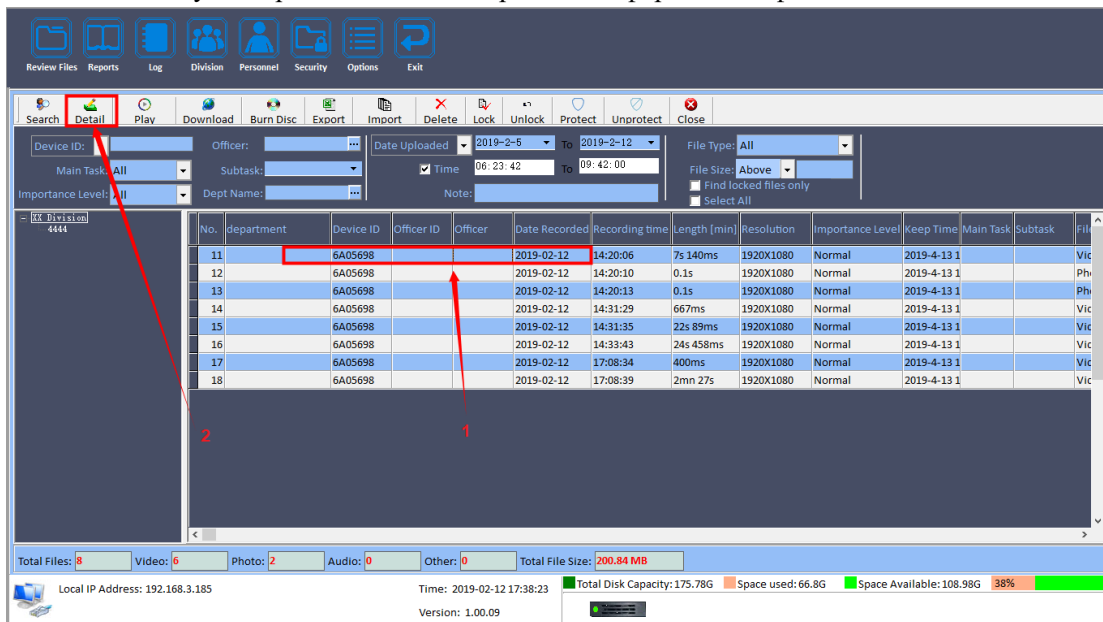 Review Files Reports Log Division Personnel Security Options Exit
Search Detail Play Download Burn Disc Export Import Delete Lock Unlock Protect Unprotect Close
Device ID: Officer: ... Date Uploaded 2019-2-5 To 2019-2-12 File Type: All
Main Task: All Subtask: Time 06:23:42 To 09:42:00 File Size: Above
Find locked files only
Importance Level: All Dept Name: ... Note: Select All
XX Division
4444
No. department Device ID Officer ID Officer Date Recorded Recording time Length [min] Resolution Importance Level Keep Time Main Task Subtask File
11 6A05698 2019-02-12 14:20:06 7s 140ms 1920X1080 Normal 2019-4-13 1 Vic
12 6A05698 2019-02-12 14:20:10 0.1s 1920X1080 Normal 2019-4-13 1 Ph
13 6A05698 2019-02-12 14:20:13 0.1s 1920X1080 Normal 2019-4-13 1 Ph
14 6A05698 2019-02-12 14:31:29 667ms 1920X1080 Normal 2019-4-13 1 Vic
15 6A05698 2019-02-12 14:31:35 22s 89ms 1920X1080 Normal 2019-4-13 1 Vic
16 6A05698 2019-02-12 14:33:43 24s 458ms 1920X1080 Normal 2019-4-13 1 Vic
17 6A05698 2019-02-12 17:08:34 400ms 1920X1080 Normal 2019-4-13 1 Vic
18 6A05698 2019-02-12 17:08:39 2mn 27s 1920X1080 Normal 2019-4-13 1 Vic
2 1
Total Files: 8 Video: 6 Photo: 2 Audio: 0 Other: 0 Total File Size: 200.84 MB
Local IP Address: 192.168.3.185 Time: 2019-02-12 17:38:23 Total Disk Capacity:175.78G Space used:66.8G Space Available:108.98G 38%
Version: 1.00.09